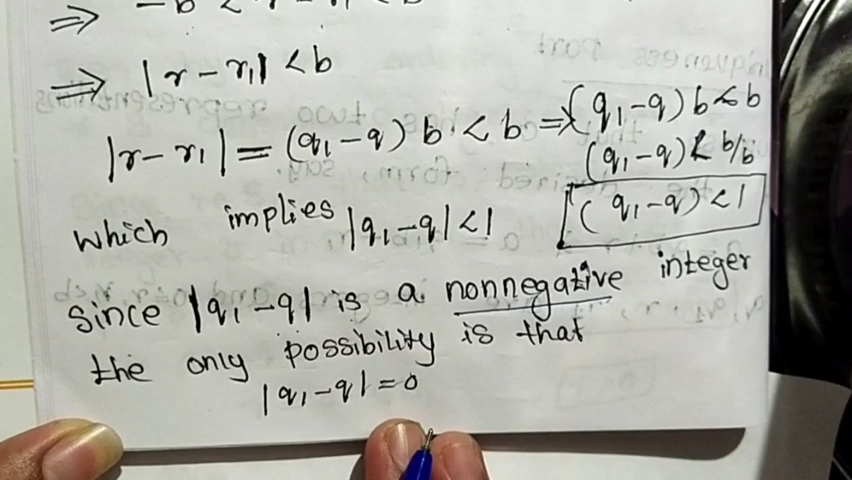 ⇒ -b < r - r₁ < b
⇒ |r - r₁| < b
|r - r₁| = (q₁ - q) b < b ⇒ (q₁ - q) b < b
(q₁ - q) < b/b
which implies |q₁ - q| < 1 (q₁ - q) < 1
since |q₁ - q| is a nonnegative integer
the only possibility is that
|q₁ - q| = 0